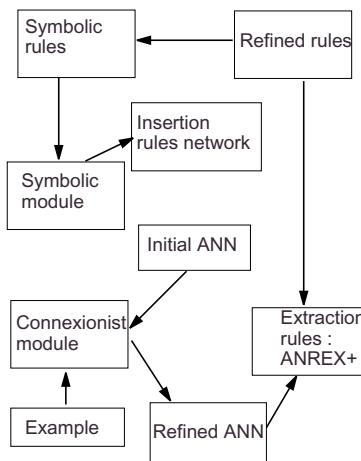 Symbolic
rules
Refined rules
Insertion
rules network
Symbolic
module
Initial ANN
Connexionist
module
Extraction
rules :
ANREX+
Example
Refined ANN